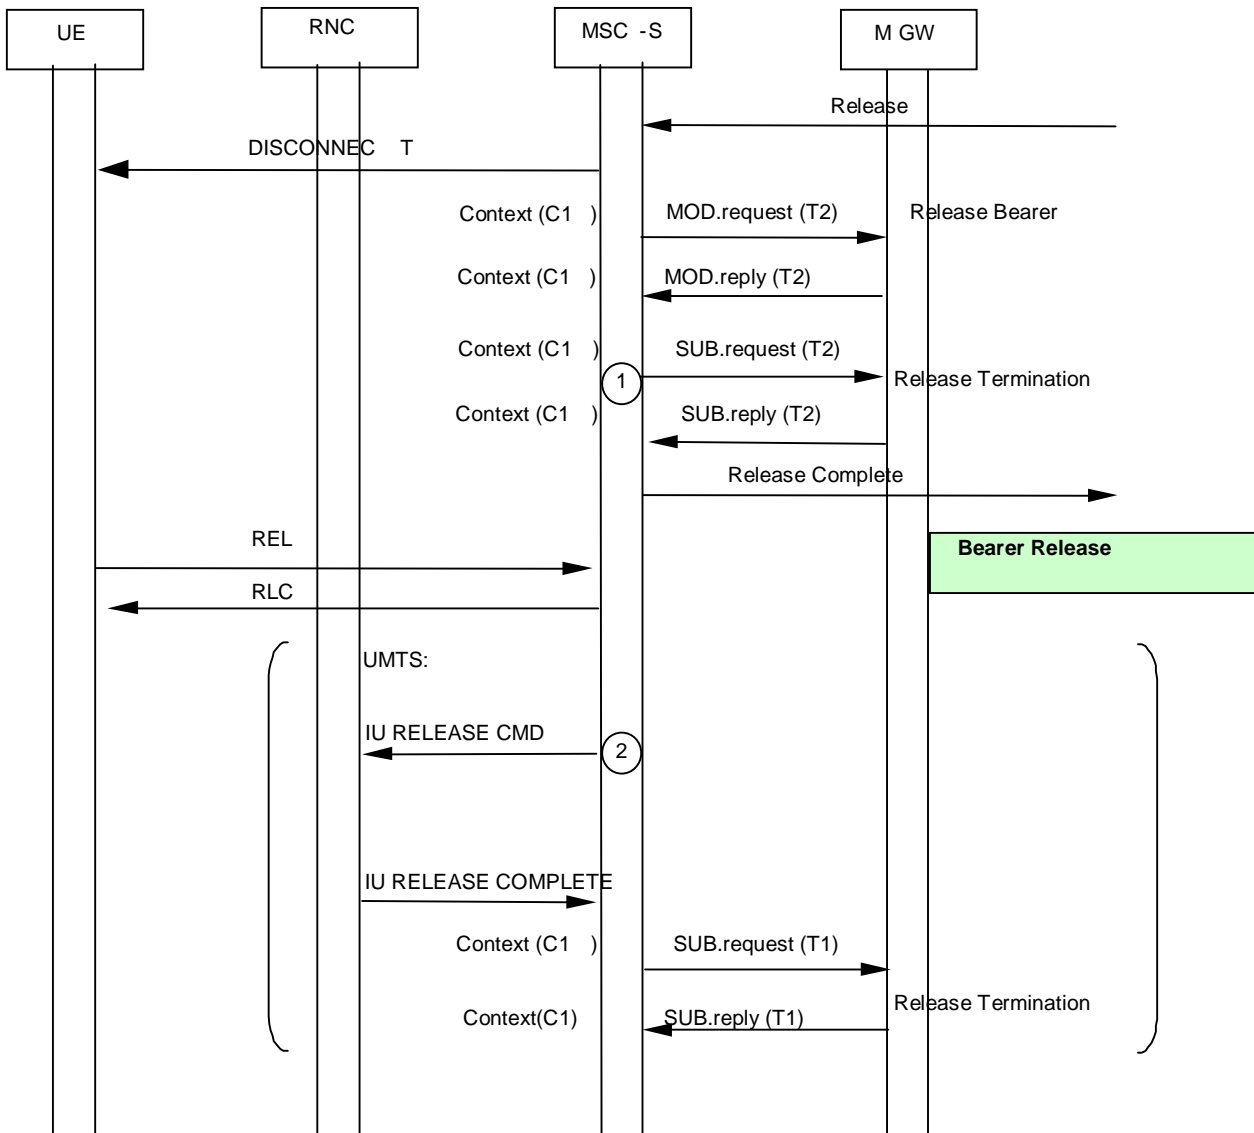 UE
RNC
MSC -S
M GW
Release
DISCONNEC T
Context (C1 )
MOD.request (T2)
Release Bearer
Context (C1 )
MOD.reply (T2)
Context (C1 )
SUB.request (T2)
1
Release Termination
Context (C1 )
SUB.reply (T2)
Release Complete
REL
Bearer Release
RLC
UMTS:
IU RELEASE CMD
2
IU RELEASE COMPLETE
Context (C1 )
SUB.request (T1)
Release Termination
Context(C1)
SUB.reply (T1)